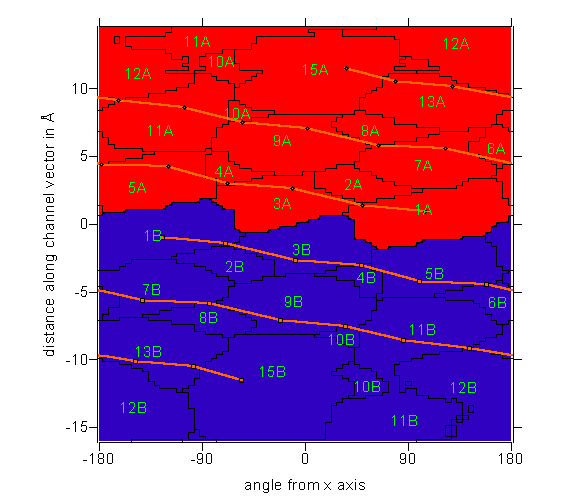 11A
12A
10A
12A
15A
13A
10A
11A
9A
8A
6A
7A
4A
5A
2A
3A
1A
1B
3B
2B
4B
5B
6B
7B
9B
8B
10B
11B
13B
15B
10B
12B
12B
11B
10
5
0
-5
-10
-15
distance along channel vector in Å
-180 -90 0 90 180
angle from x axis